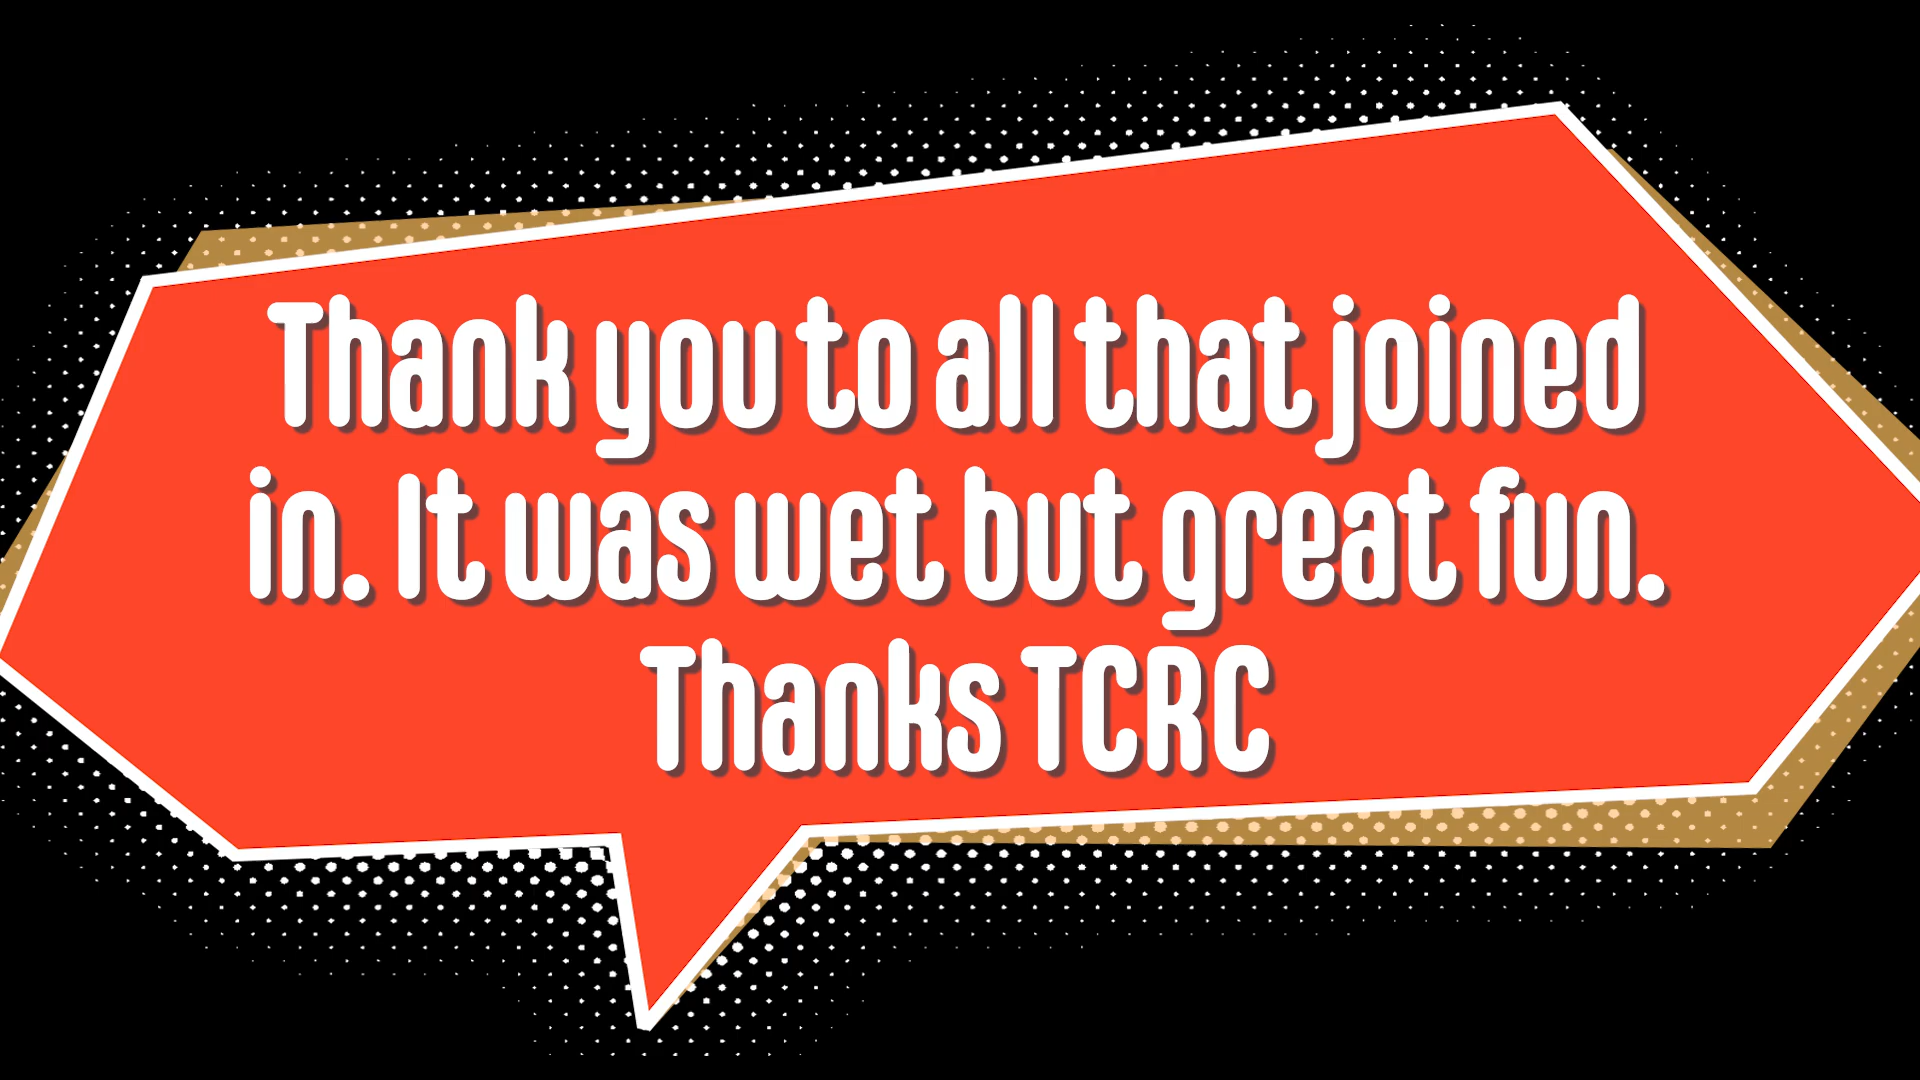 Thank you to all that joined
in. It was wet but great fun.
Thanks TCRC